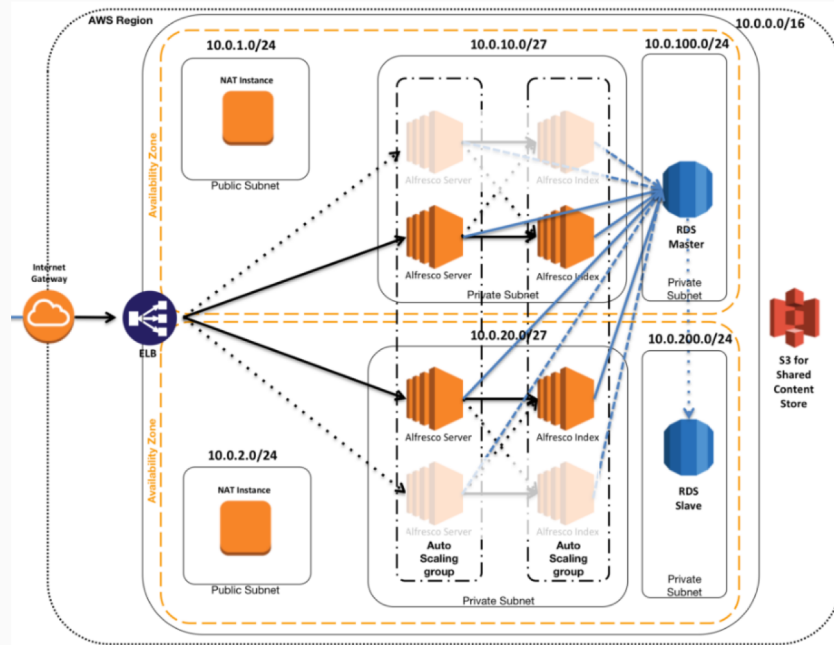 AWS Region
10.0.0.0/16
10.0.1.0/24
10.0.10.0/27
10.0.100.0/24
NAT Instance
Public Subnet
Availability Zone
Alfresco Server
Alfresco Index
Alfresco Server
Alfresco Index
Private Subnet
RDS
Master
Private
Subnet
Internet
Gateway
ELB
S3 for
Shared
Content
Store
10.0.20.0/27
10.0.200.0/24
Availability Zone
Alfresco Server
Alfresco Index
10.0.2.0/24
NAT Instance
Public Subnet
Alfresco Server
Alfresco Index
Auto
Scaling
group
Auto
Scaling
group
Private Subnet
RDS
Slave
Private
Subnet